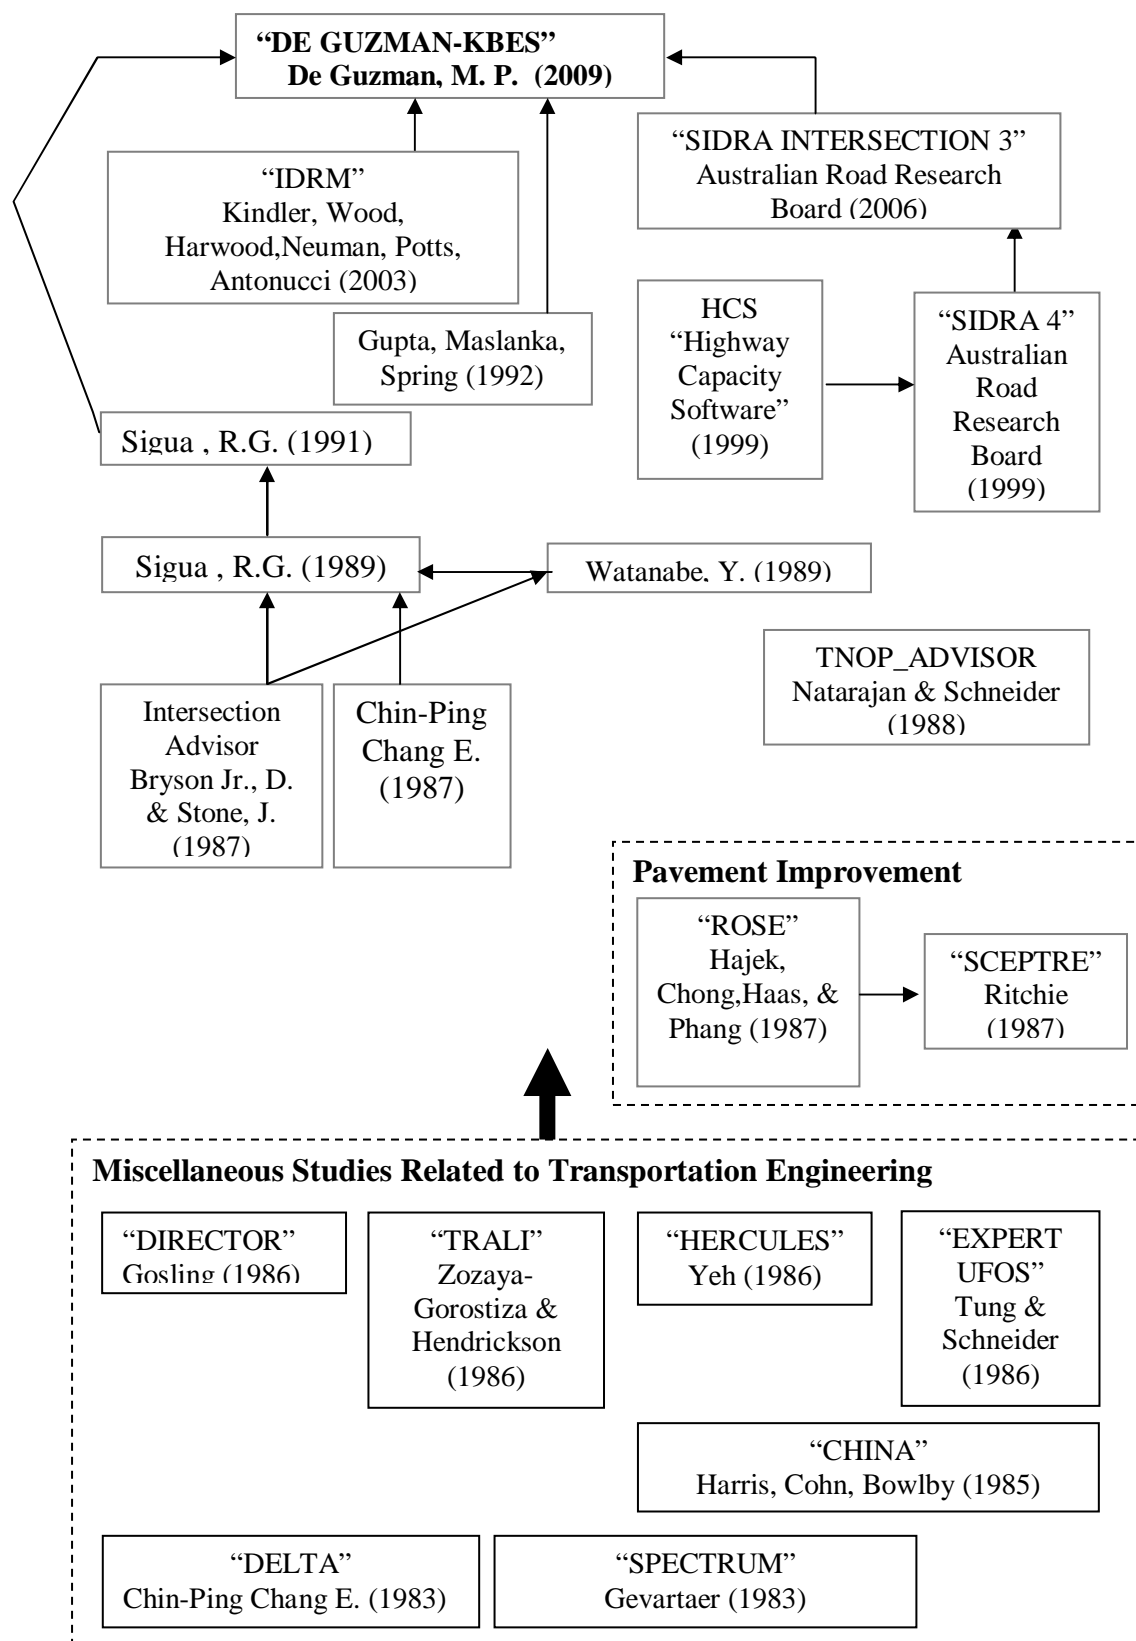 “DE GUZMAN-KBES”
De Guzman, M. P. (2009)
“SIDRA INTERSECTION 3”
Australian Road Research
Board (2006)
“IDRM”
Kindler, Wood,
Harwood,Neuman, Potts,
Antonucci (2003)
HCS
“Highway
Capacity
Software”
(1999)
“SIDRA 4”
Australian
Road
Research
Board
(1999)
Gupta, Maslanka,
Spring (1992)
Sigua , R.G. (1991)
Sigua , R.G. (1989)
Watanabe, Y. (1989)
TNOP_ADVISOR
Natarajan & Schneider
(1988)
Intersection
Advisor
Bryson Jr., D.
& Stone, J.
(1987)
Chin-Ping
Chang E.
(1987)
Pavement Improvement
“ROSE”
Hajek,
Chong,Haas, &
Phang (1987)
“SCEPTRE”
Ritchie
(1987)
Miscellaneous Studies Related to Transportation Engineering
“DIRECTOR”
Gosling (1986)
“TRALI”
Zozaya-
Gorostiza &
Hendrickson
(1986)
“HERCULES”
Yeh (1986)
“EXPERT
UFOS”
Tung &
Schneider
(1986)
“CHINA”
Harris, Cohn, Bowlby (1985)
“DELTA”
Chin-Ping Chang E. (1983)
“SPECTRUM”
Gevartaer (1983)